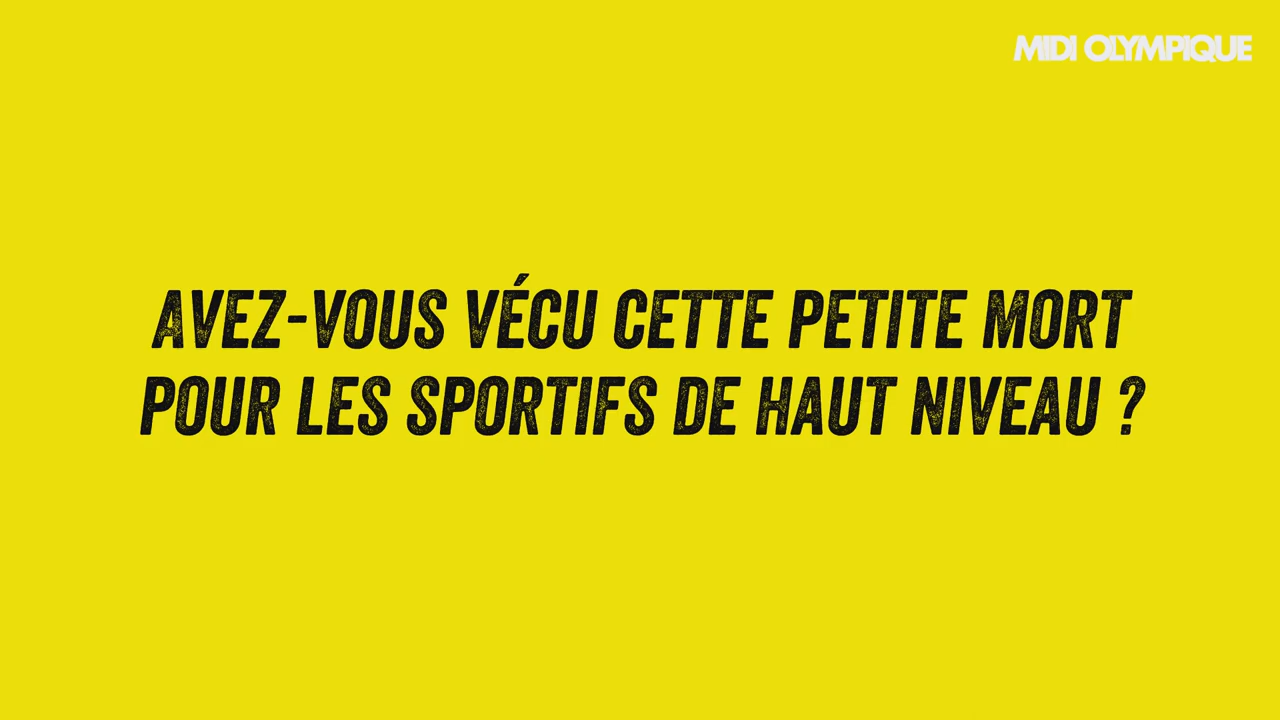 MIDI OLYMPIQUE
AVEZ-VOUS VÉCU CETTE PETITE MORT
POUR LES SPORTIFS DE HAUT NIVEAU ?